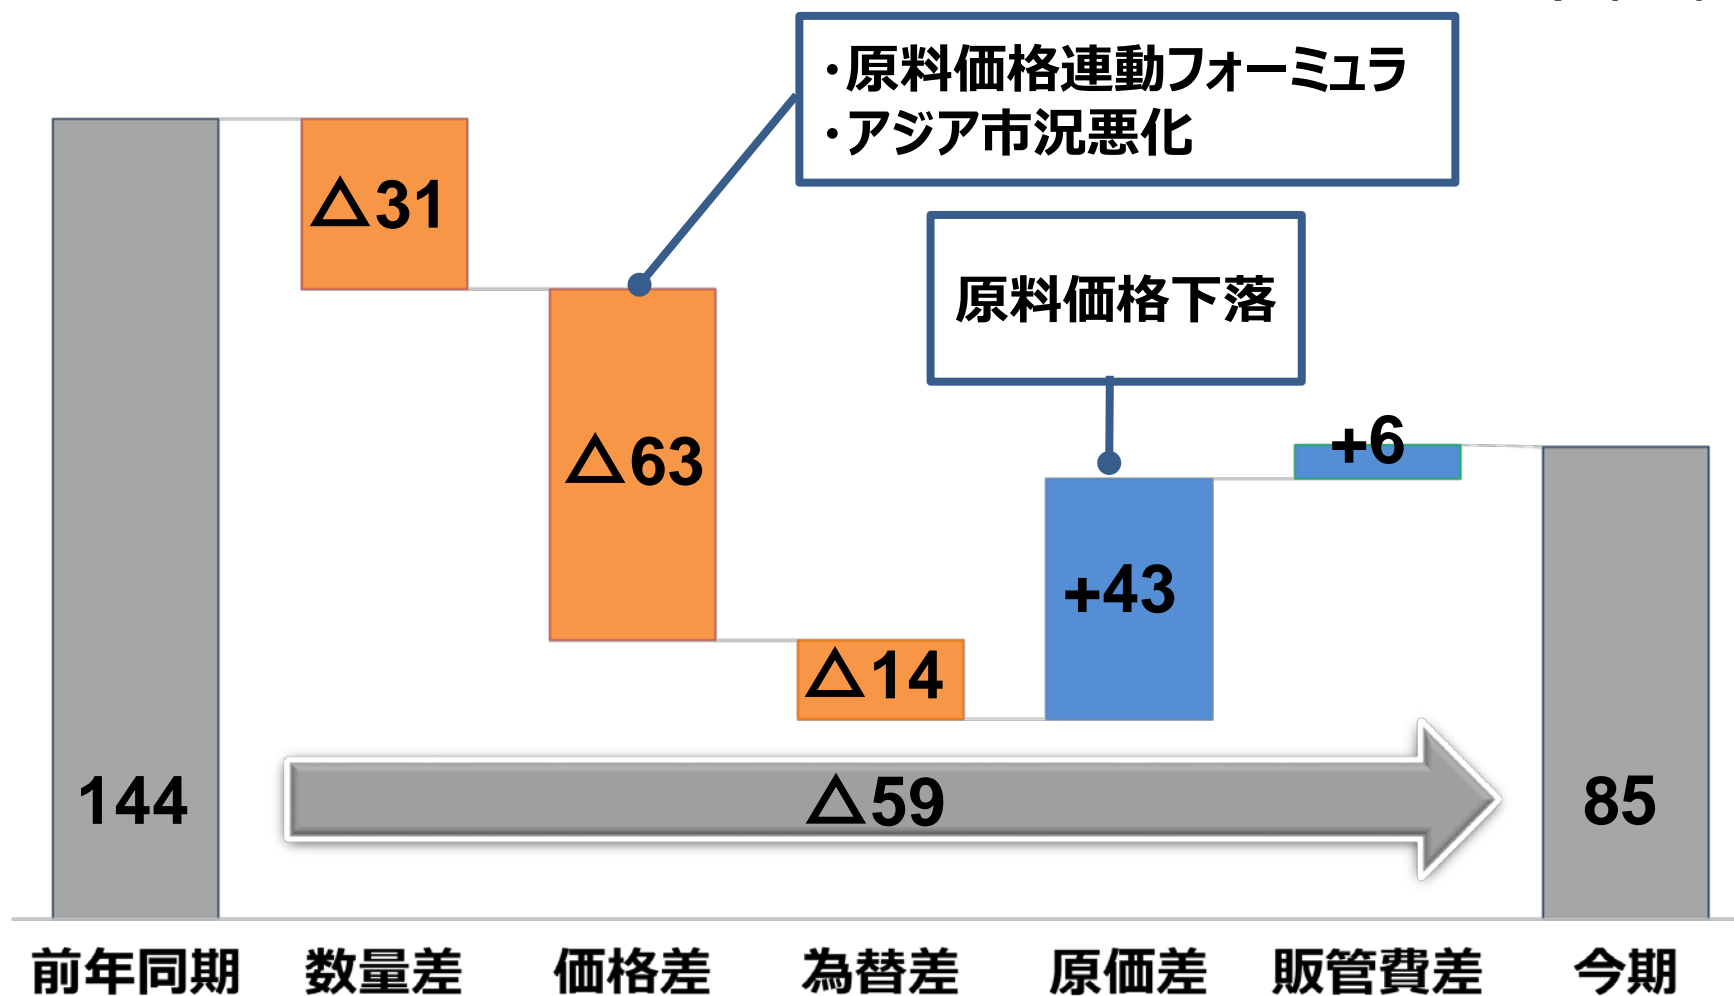 ・原料価格連動フォーミュラ
・アジア市況悪化
△31
原料価格下落
+6
△63
+43
△14
144
△59
85
前年同期 数量差 価格差 為替差 原価差 販管費差 今期